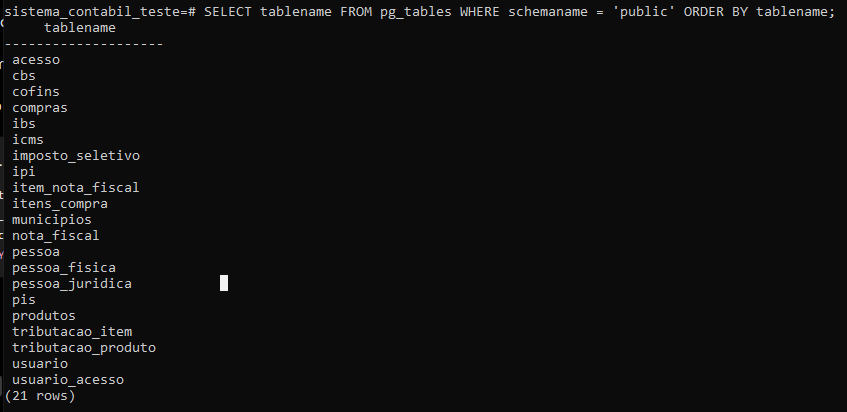 sistema_contabil_teste=# SELECT tablename FROM pg_tables WHERE schemaname = 'public' ORDER BY tablename;
tablename
--------------------
acesso
cbs
cofins
compras
ibs
icms
imposto_seletivo
ipi
item_nota_fiscal
itens_compra
municipios
nota_fiscal
pessoa
pessoa_fisica
pessoa_juridica
pis
produtos
tributacao_item
tributacao_produto
usuario
usuario_acesso
(21 rows)